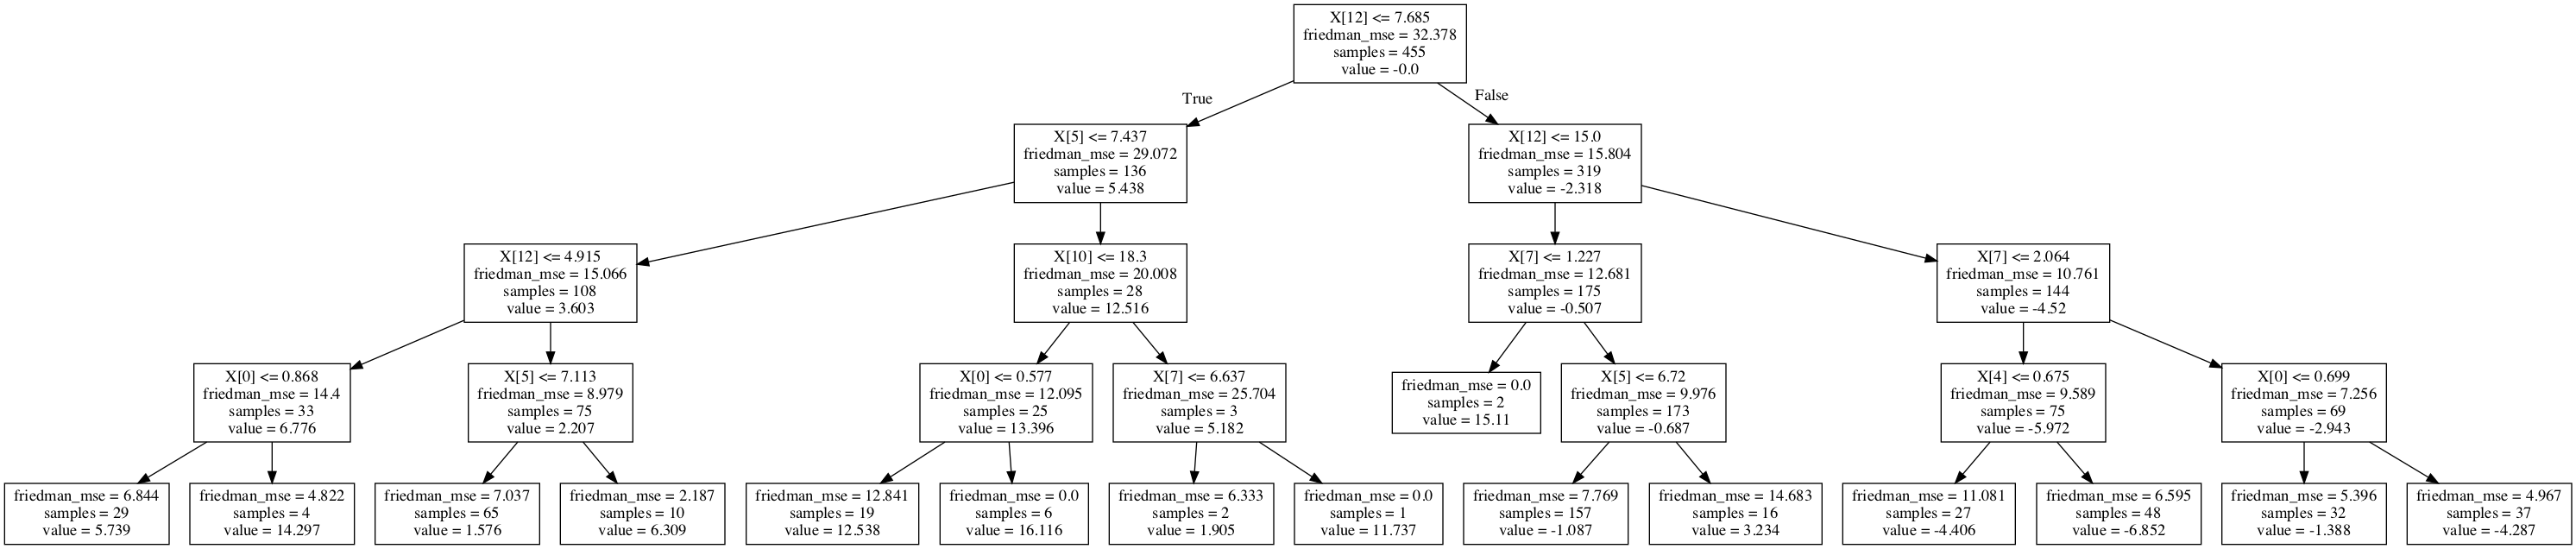 X[12] <= 7.685
friedman_mse = 32.378
samples = 455
value = -0.0
True
False
X[5] <= 7.437
friedman_mse = 29.072
samples = 136
value = 5.438
X[12] <= 15.0
friedman_mse = 15.804
samples = 319
value = -2.318
X[12] <= 4.915
friedman_mse = 15.066
samples = 108
value = 3.603
X[10] <= 18.3
friedman_mse = 20.008
samples = 28
value = 12.516
X[7] <= 1.227
friedman_mse = 12.681
samples = 175
value = -0.507
X[7] <= 2.064
friedman_mse = 10.761
samples = 144
value = -4.52
X[0] <= 0.868
friedman_mse = 14.4
samples = 33
value = 6.776
X[5] <= 7.113
friedman_mse = 8.979
samples = 75
value = 2.207
X[0] <= 0.577
friedman_mse = 12.095
samples = 25
value = 13.396
X[7] <= 6.637
friedman_mse = 25.704
samples = 3
value = 5.182
friedman_mse = 0.0
samples = 2
value = 15.11
X[5] <= 6.72
friedman_mse = 9.976
samples = 173
value = -0.687
X[4] <= 0.675
friedman_mse = 9.589
samples = 75
value = -5.972
X[0] <= 0.699
friedman_mse = 7.256
samples = 69
value = -2.943
friedman_mse = 6.844
samples = 29
value = 5.739
friedman_mse = 4.822
samples = 4
value = 14.297
friedman_mse = 7.037
samples = 65
value = 1.576
friedman_mse = 2.187
samples = 10
value = 6.309
friedman_mse = 12.841
samples = 19
value = 12.538
friedman_mse = 0.0
samples = 6
value = 16.116
friedman_mse = 6.333
samples = 2
value = 1.905
friedman_mse = 0.0
samples = 1
value = 11.737
friedman_mse = 7.769
samples = 157
value = -1.087
friedman_mse = 14.683
samples = 16
value = 3.234
friedman_mse = 11.081
samples = 27
value = -4.406
friedman_mse = 6.595
samples = 48
value = -6.852
friedman_mse = 5.396
samples = 32
value = -1.388
friedman_mse = 4.967
samples = 37
value = -4.287